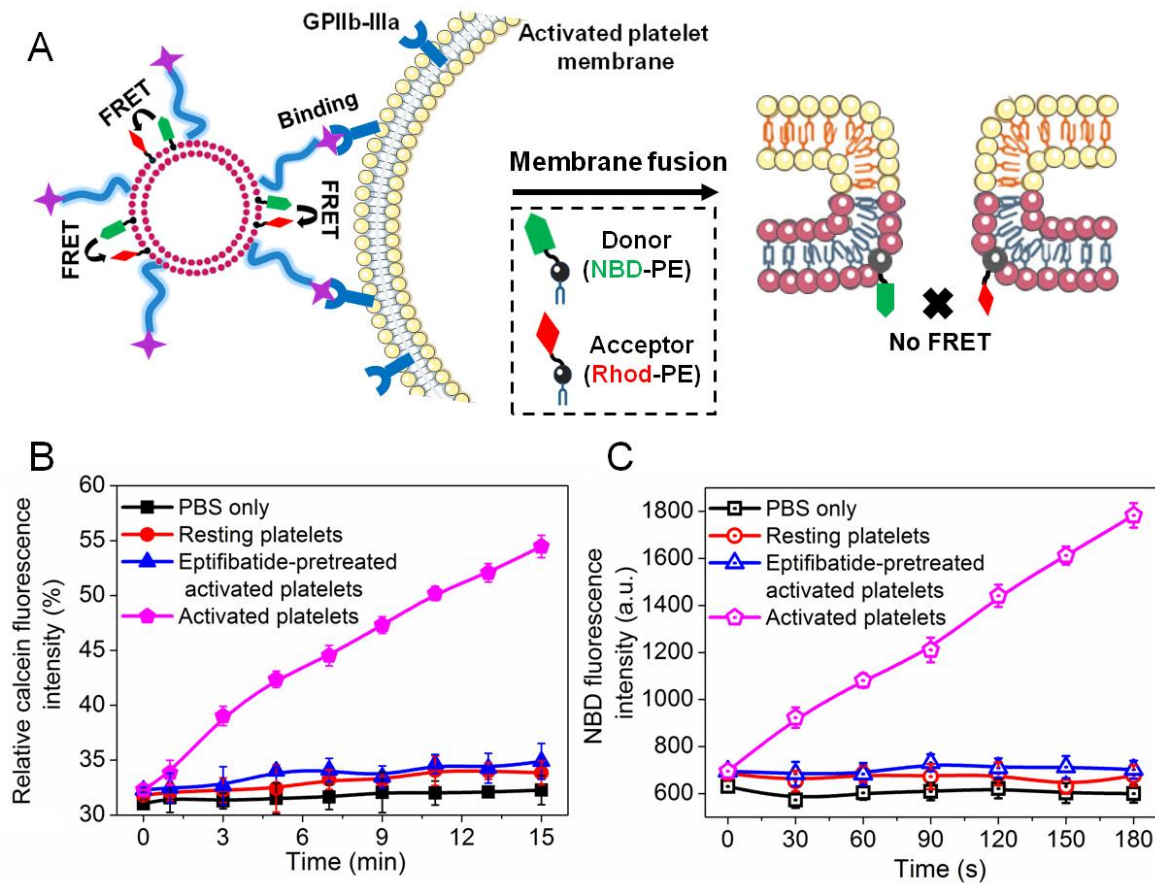 A
GPIIb-IIIa
Activated platelet
membrane
FRET
Binding
FRET
FRET
Membrane fusion
Donor
(NBD-PE)
Acceptor
(Rhod-PE)
No FRET
B
Relative calcein fluorescence
intensity (%)
60
55
50
45
40
35
30
PBS only
Resting platelets
Eptifibatide-pretreated
activated platelets
Activated platelets
0
3
6
9
12
15
Time (min)
C
NBD fluorescence
intensity (a.u.)
1800
1600
1400
1200
1000
800
600
PBS only
Resting platelets
Eptifibatide-pretreated
activated platelets
Activated platelets
0
30
60
90
120
150
180
Time (s)